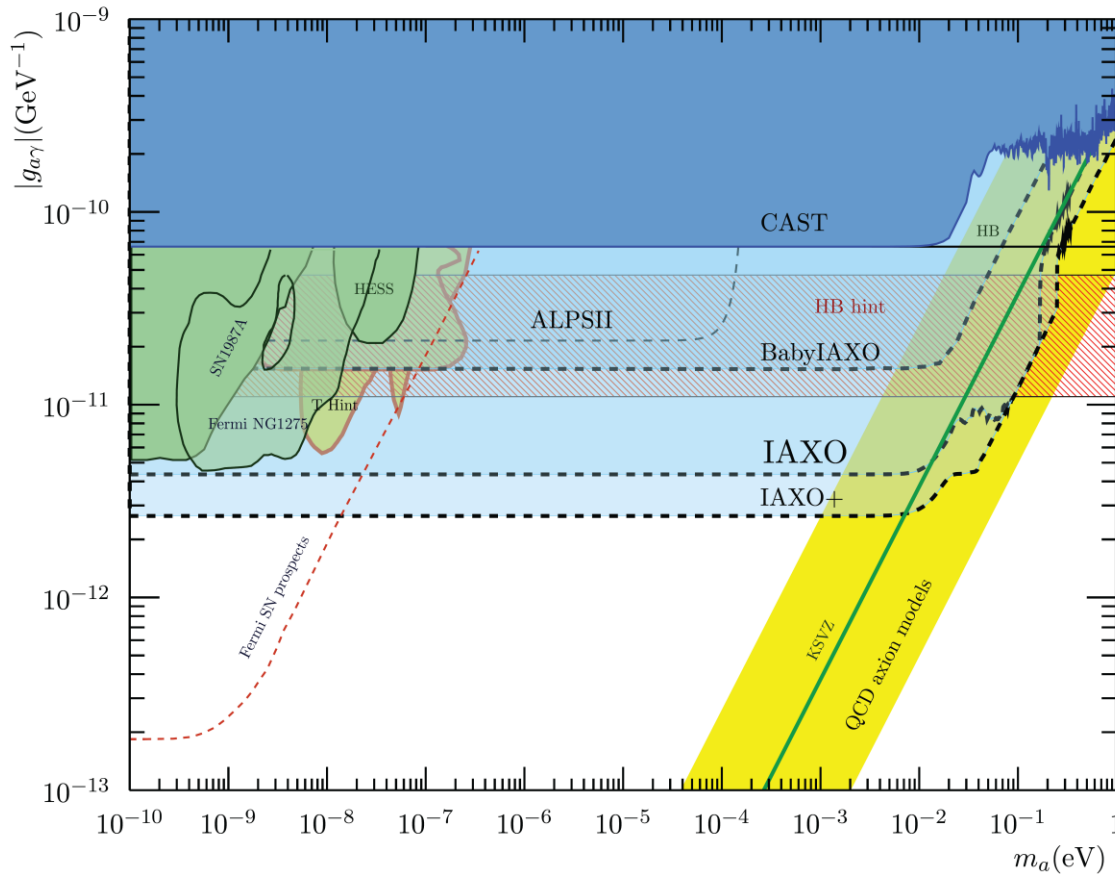 |g_{aγ}|(GeV⁻¹)
10⁻⁹
10⁻¹⁰
10⁻¹¹
10⁻¹²
10⁻¹³
CAST
HB
HESS
HB hint
ALPSII
SN1987A
BabyIAXO
T Hint
Fermi NG1275
IAXO
IAXO+
Fermi SN prospects
KSVZ
QCD axion models
10⁻¹⁰ 10⁻⁹ 10⁻⁸ 10⁻⁷ 10⁻⁶ 10⁻⁵ 10⁻⁴ 10⁻³ 10⁻² 10⁻¹ 1
m_a(eV)